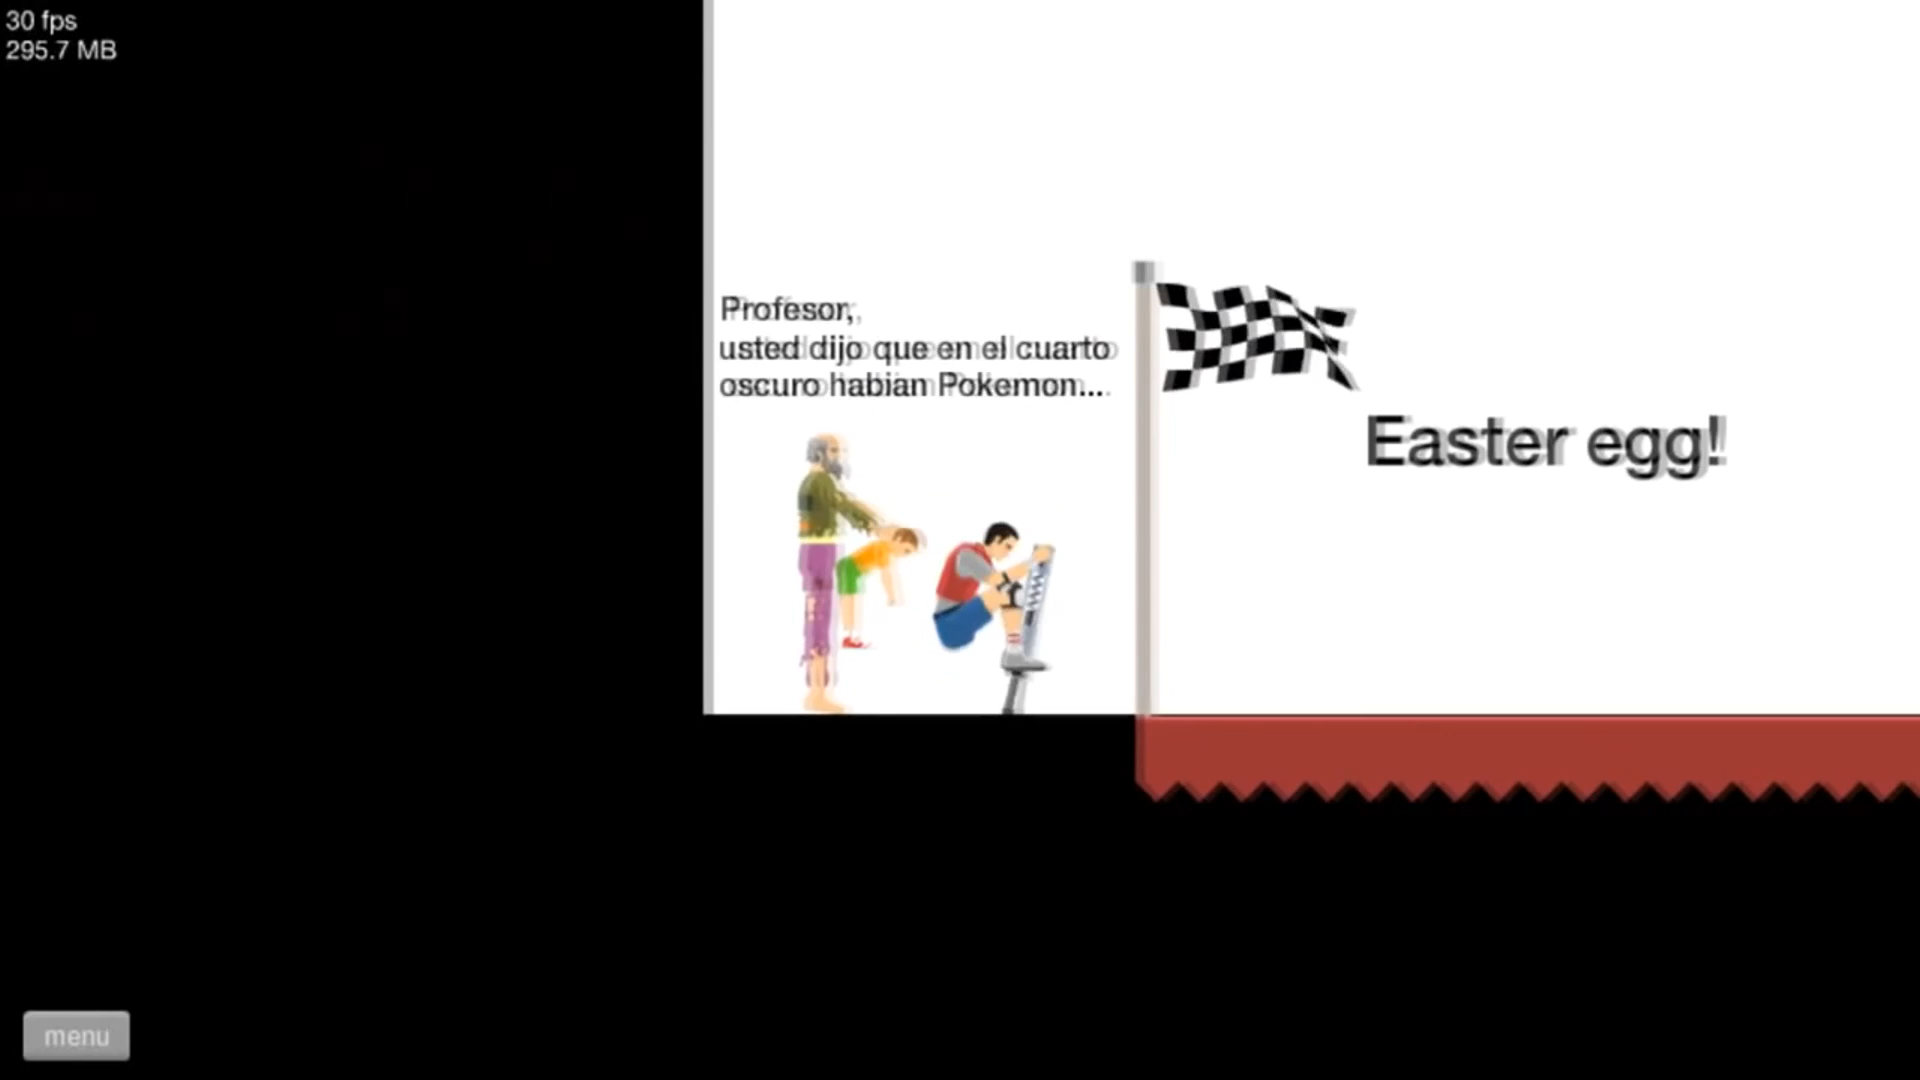 30 fps
295.7 MB
Profesor,
usted dijo que en el cuarto
oscuro habian Pokemon...
Easter egg!
menu